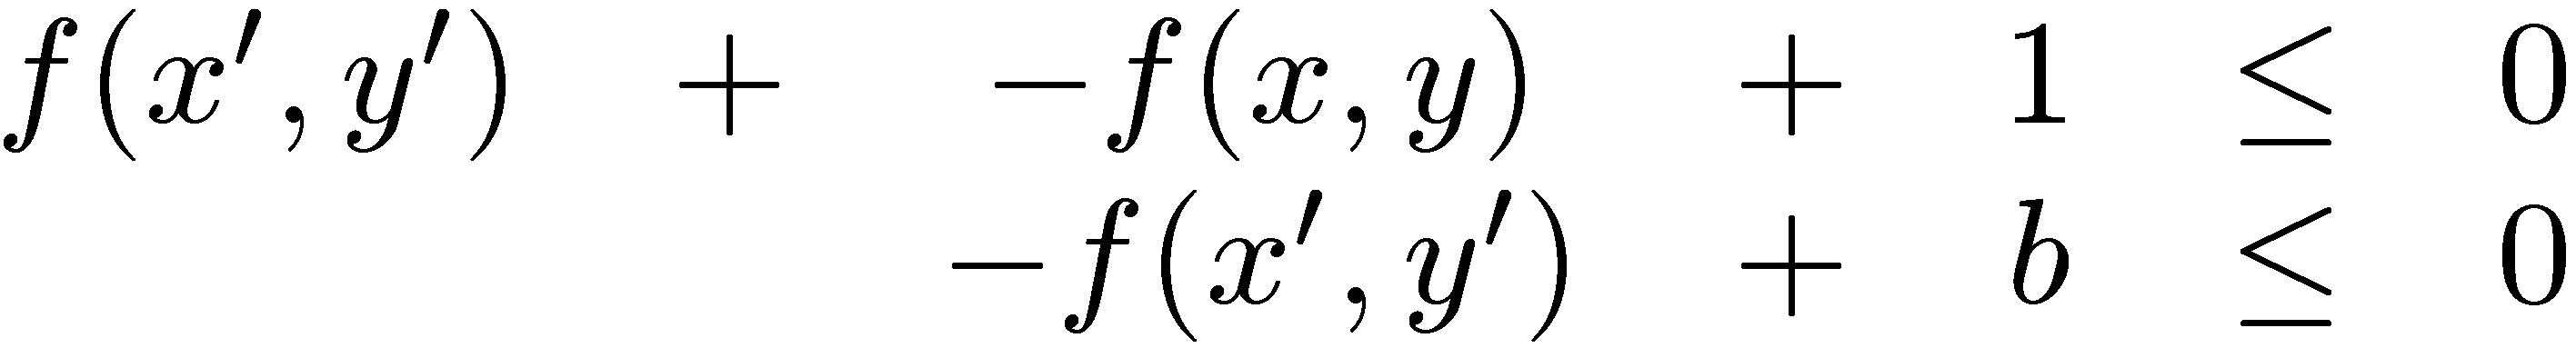 f(x′, y′) + −f(x, y) + 1 ≤ 0
−f(x′, y′) + b ≤ 0